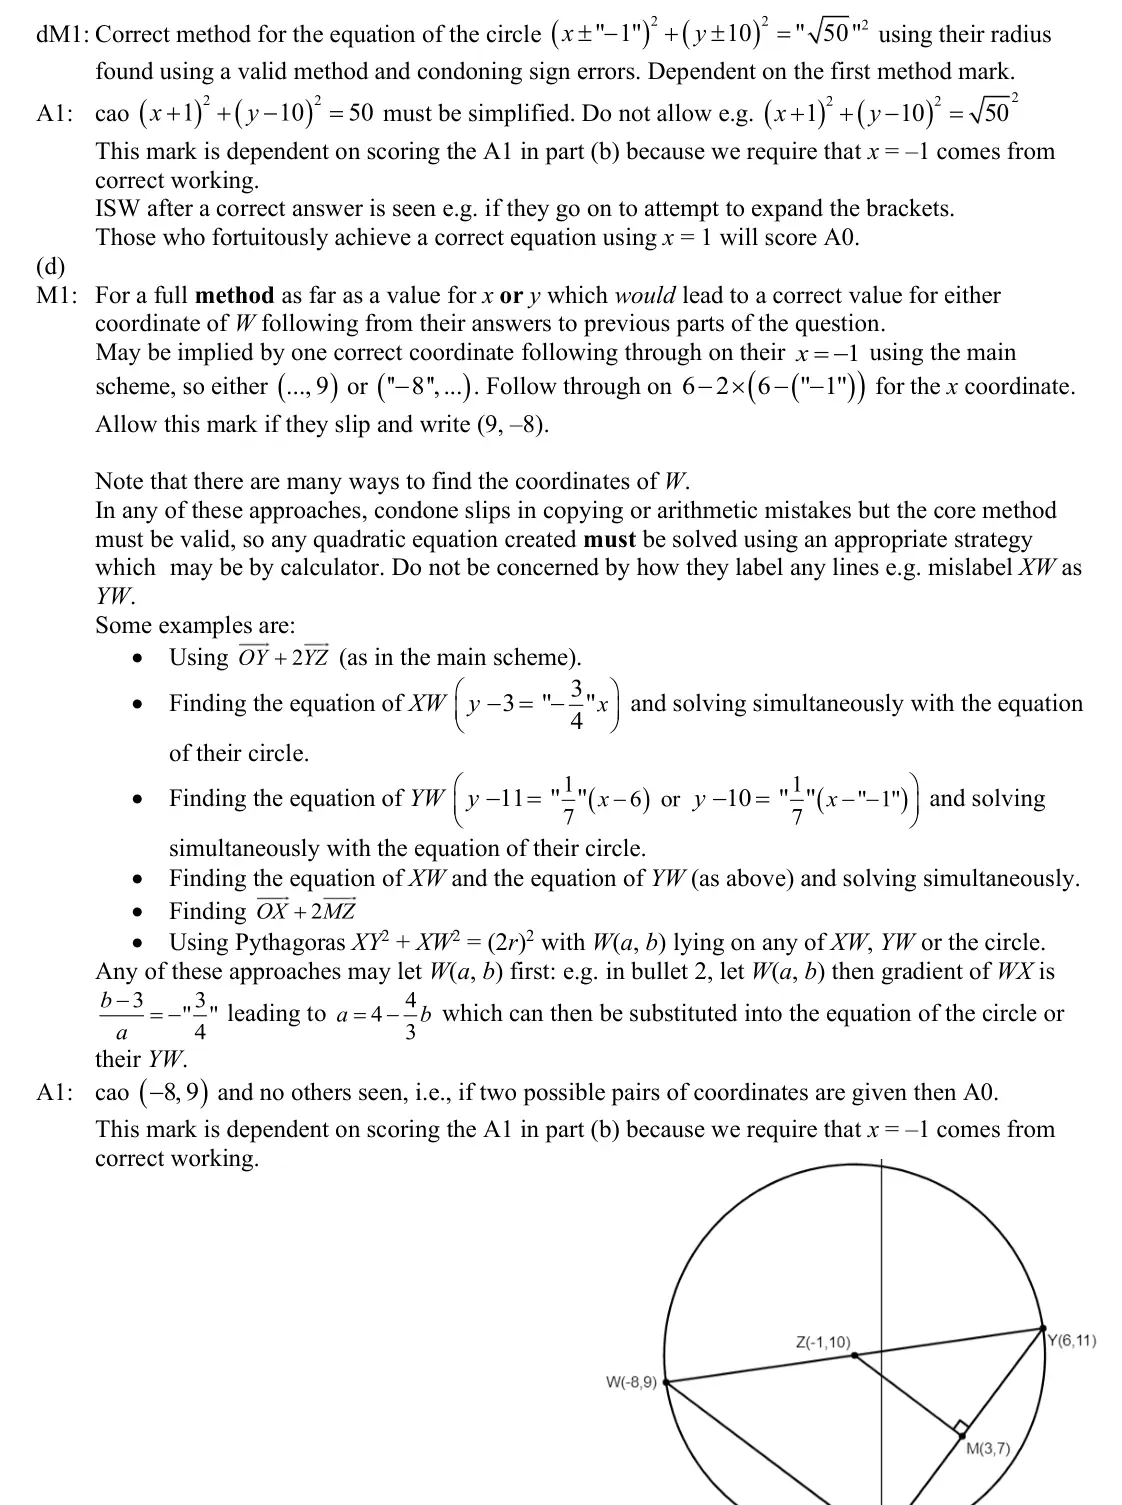 dM1: Correct method for the equation of the circle (x±"−1")² + (y±10)² = "√50"² using their radius
found using a valid method and condoning sign errors. Dependent on the first method mark.
A1: cao (x+1)² + (y−10)² = 50 must be simplified. Do not allow e.g. (x+1)² + (y−10)² = √50²
This mark is dependent on scoring the A1 in part (b) because we require that x = –1 comes from
correct working.
ISW after a correct answer is seen e.g. if they go on to attempt to expand the brackets.
Those who fortuitously achieve a correct equation using x = 1 will score A0.
(d)
M1: For a full method as far as a value for x or y which would lead to a correct value for either
coordinate of W following from their answers to previous parts of the question.
May be implied by one correct coordinate following through on their x = −1 using the main
scheme, so either (..., 9) or ("−8", ...). Follow through on 6−2×(6−("−1")) for the x coordinate.
Allow this mark if they slip and write (9, –8).
Note that there are many ways to find the coordinates of W.
In any of these approaches, condone slips in copying or arithmetic mistakes but the core method
must be valid, so any quadratic equation created must be solved using an appropriate strategy
which may be by calculator. Do not be concerned by how they label any lines e.g. mislabel XW as
YW.
Some examples are:
• Using O͞Y + 2Y͞Z (as in the main scheme).
• Finding the equation of XW (y −3 = "−3/4"x) and solving simultaneously with the equation
of their circle.
• Finding the equation of YW (y −11 = "1/7"(x−6) or y −10 = "1/7"(x−"−1")) and solving
simultaneously with the equation of their circle.
• Finding the equation of XW and the equation of YW (as above) and solving simultaneously.
• Finding O͞X + 2M͞Z
• Using Pythagoras XY² + XW² = (2r)² with W(a, b) lying on any of XW, YW or the circle.
Any of these approaches may let W(a, b) first: e.g. in bullet 2, let W(a, b) then gradient of WX is
(b−3)/a = −"3/4" leading to a = 4 − 4/3 b which can then be substituted into the equation of the circle or
their YW.
A1: cao (−8, 9) and no others seen, i.e., if two possible pairs of coordinates are given then A0.
This mark is dependent on scoring the A1 in part (b) because we require that x = –1 comes from
correct working.
Z(-1,10)
Y(6,11)
W(-8,9)
M(3,7)